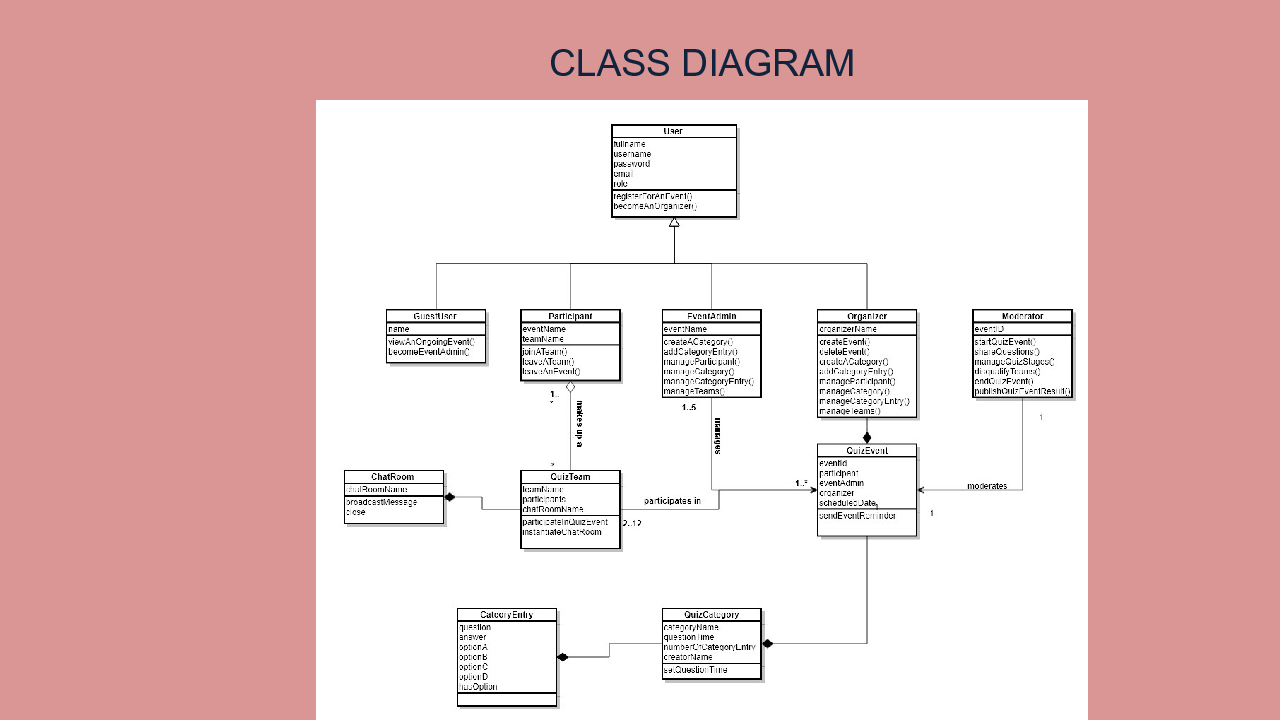 CLASS DIAGRAM
User
fullname
username
password
email
role
registerForAnEvent()
becomeAnOrganizer()
GuestUser
name
viewAnOngoingEvent()
becomeEventAdmin()
Participant
eventName
teamName
joinATeam()
leaveATeam()
leaveAnEvent()
EventAdmin
eventName
createACategory()
addCategoryEntry()
manageParticipant()
manageCategory()
manageCategoryEntry()
manageTeams()
Organizer
organizerName
createEvent()
deleteEvent()
createACategory()
addCategoryEntry()
manageParticipant()
manageCategory()
manageCategoryEntry()
manageTeams()
Moderator
eventID
startQuizEvent()
shareQuestions()
manageQuizStages()
disqualifyTeams()
endQuizEvent()
publishQuizEventResult()
1..
*
makes up a
*
1..5
manages
1
ChatRoom
chatRoomName
broadcastMessage
close
QuizTeam
teamName
participants
chatRoomName
participateInQuizEvent
instantiateChatRoom
participates in
2..12
1..*
QuizEvent
eventId
participant
eventAdmin
organizer
scheduledDate
sendEventReminder
moderates
1
CateoryEntry
question
answer
optionA
optionB
optionC
optionD
hasOption
QuizCategory
categoryName
questionTime
numberOfCategoryEntry
creatorName
setQuestionTime